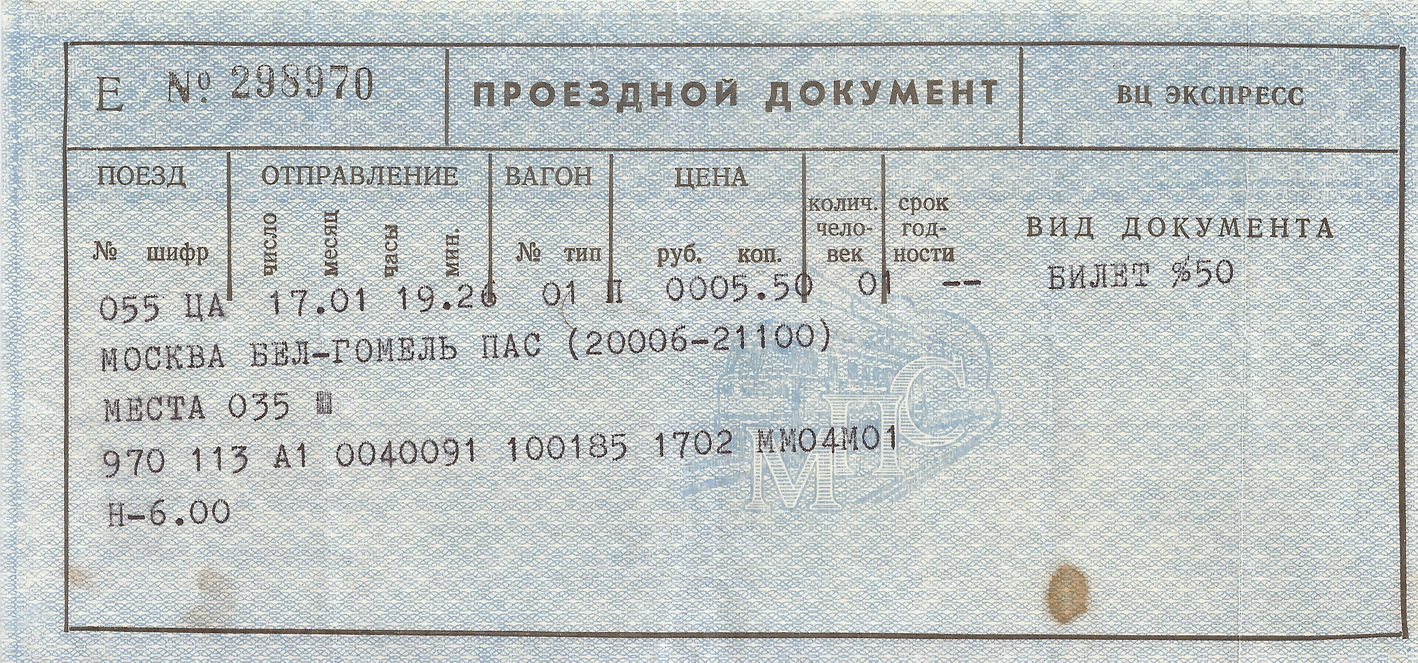 Е № 298970 ПРОЕЗДНОЙ ДОКУМЕНТ ВЦ ЭКСПРЕСС
ПОЕЗД ОТПРАВЛЕНИЕ ВАГОН ЦЕНА колич. чело- век срок год- ности ВИД ДОКУМЕНТА
№ шифр число месяц часы мин. № тип руб. коп.
055 ЦА 17.01 19.26 01 П 0005.50 01 -- БИЛЕТ %50
МОСКВА БЕЛ-ГОМЕЛЬ ПАС (20006-21100)
МЕСТА 035
970 113 А1 0040091 100185 1702 ММ04М01
Н-6.00
МПС